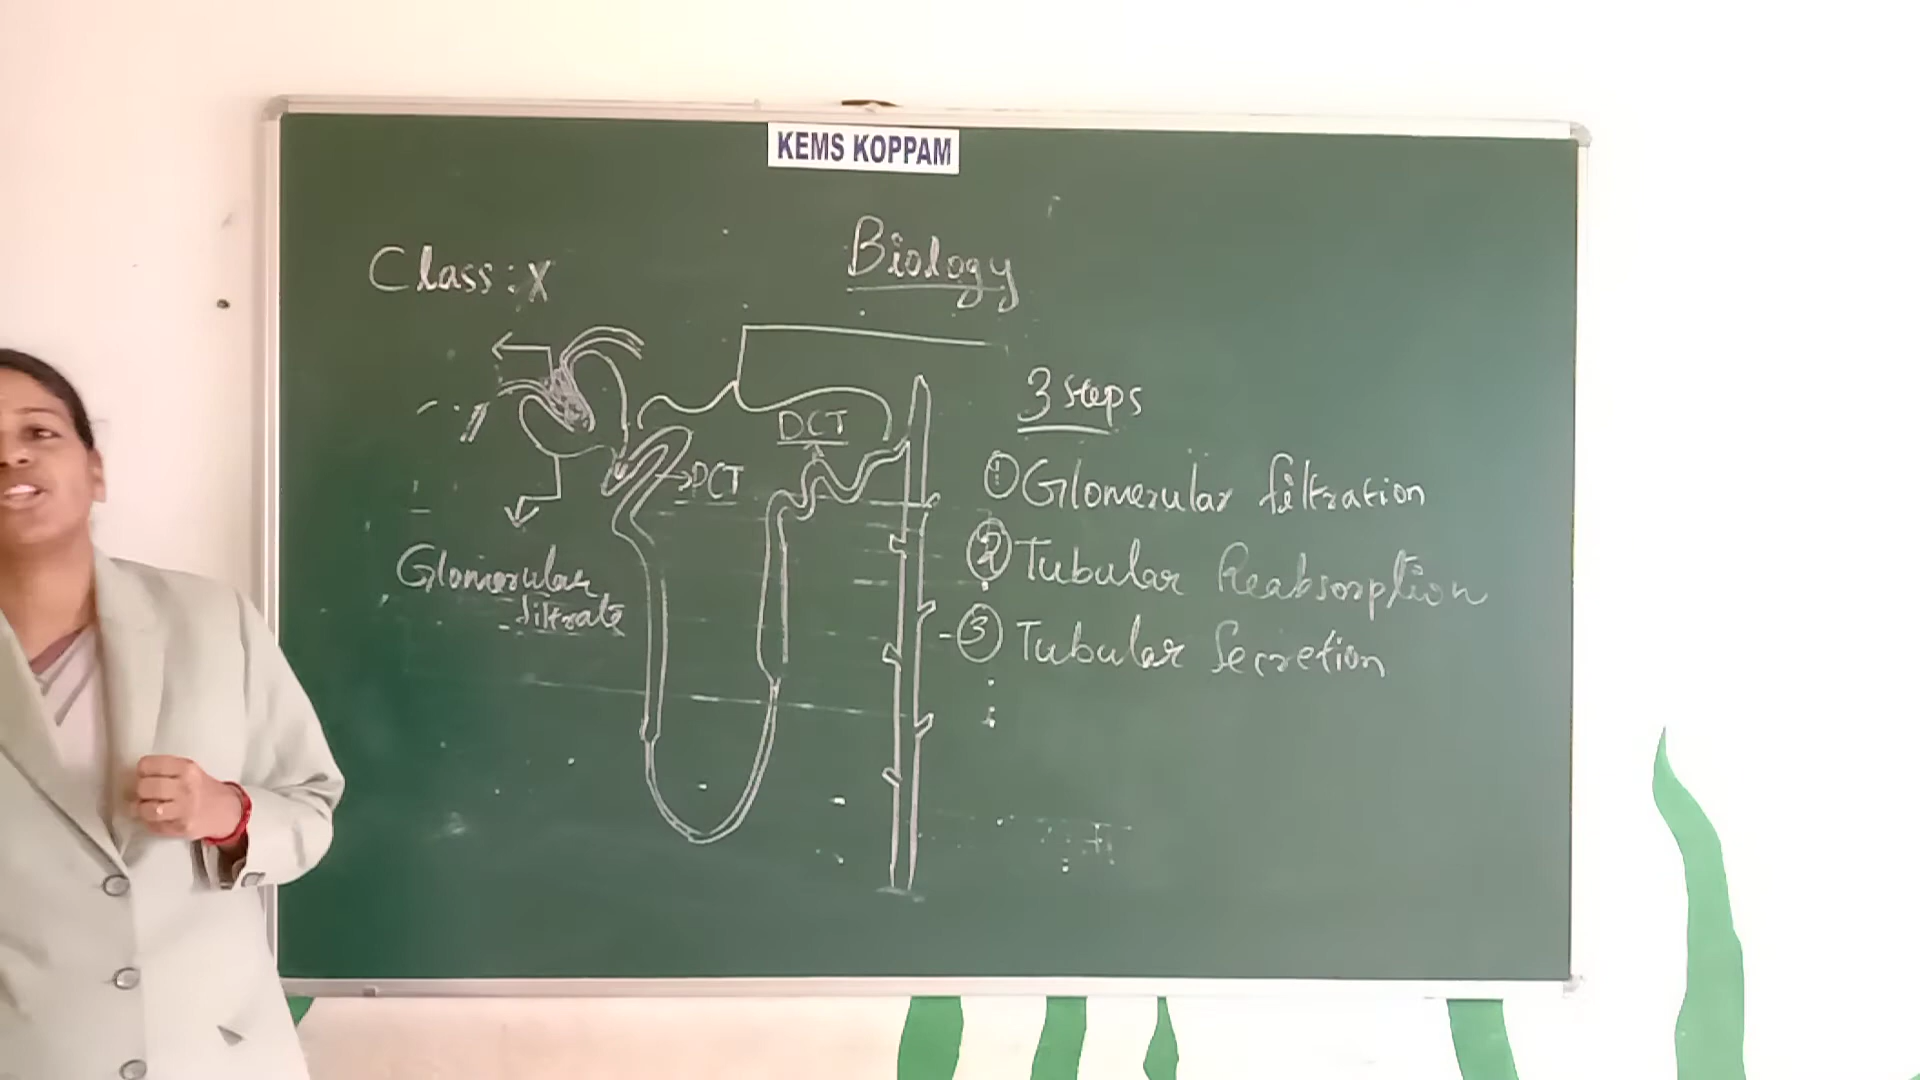 KEMS KOPPAM
Class: X
Biology
DCT
PCT
Glomerular
filtrate
3 steps
① Glomerular filtration
② Tubular Reabsorption
③ Tubular Secretion